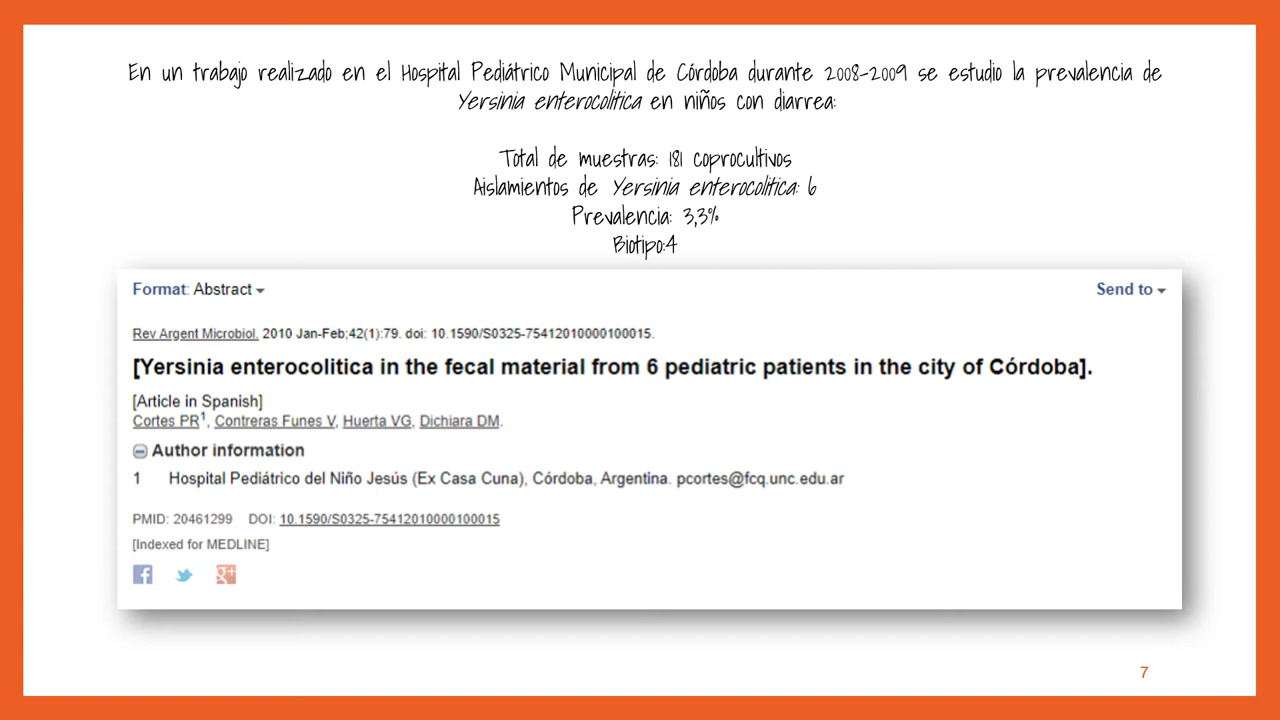 En un trabajo realizado en el Hospital Pediátrico Municipal de Córdoba durante 2008-2009 se estudio la prevalencia de
Yersinia enterocolitica en niños con diarrea:
Total de muestras: 181 coprocultivos
Aislamientos de Yersinia enterocolitica: 6
Prevalencia: 3,3%
Biotipo:4
Format: Abstract
Send to
Rev Argent Microbiol. 2010 Jan-Feb;42(1):79. doi: 10.1590/S0325-75412010000100015.
[Yersinia enterocolitica in the fecal material from 6 pediatric patients in the city of Córdoba].
[Article in Spanish]
Cortes PR1, Contreras Funes V, Huerta VG, Dichiara DM.
Author information
1 Hospital Pediátrico del Niño Jesús (Ex Casa Cuna), Córdoba, Argentina. pcortes@fcq.unc.edu.ar
PMID: 20461299 DOI: 10.1590/S0325-75412010000100015
[Indexed for MEDLINE]
f g+
7